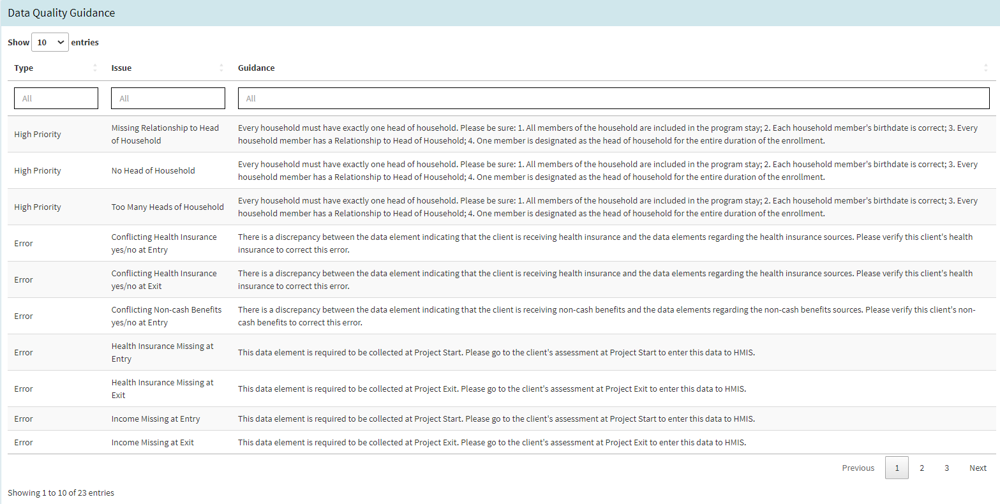 Data Quality Guidance
Show 10 entries
Type Issue Guidance
All All All
High Priority
Missing Relationship to Head
of Household
Every household must have exactly one head of household. Please be sure: 1. All members of the household are included in the program stay; 2. Each household member's birthdate is correct; 3. Every
household member has a Relationship to Head of Household; 4. One member is designated as the head of household for the entire duration of the enrollment.
High Priority
No Head of Household
Every household must have exactly one head of household. Please be sure: 1. All members of the household are included in the program stay; 2. Each household member's birthdate is correct; 3. Every
household member has a Relationship to Head of Household; 4. One member is designated as the head of household for the entire duration of the enrollment.
High Priority
Too Many Heads of Household
Every household must have exactly one head of household. Please be sure: 1. All members of the household are included in the program stay; 2. Each household member's birthdate is correct; 3. Every
household member has a Relationship to Head of Household; 4. One member is designated as the head of household for the entire duration of the enrollment.
Error
Conflicting Health Insurance
yes/no at Entry
There is a discrepancy between the data element indicating that the client is receiving health insurance and the data elements regarding the health insurance sources. Please verify this client's health
insurance to correct this error.
Error
Conflicting Health Insurance
yes/no at Exit
There is a discrepancy between the data element indicating that the client is receiving health insurance and the data elements regarding the health insurance sources. Please verify this client's health
insurance to correct this error.
Error
Conflicting Non-cash Benefits
yes/no at Entry
There is a discrepancy between the data element indicating that the client is receiving non-cash benefits and the data elements regarding the non-cash benefits sources. Please verify this client's non-
cash benefits to correct this error.
Error
Health Insurance Missing at
Entry
This data element is required to be collected at Project Start. Please go to the client's assessment at Project Start to enter this data to HMIS.
Error
Health Insurance Missing at
Exit
This data element is required to be collected at Project Exit. Please go to the client's assessment at Project Exit to enter this data to HMIS.
Error
Income Missing at Entry
This data element is required to be collected at Project Start. Please go to the client's assessment at Project Start to enter this data to HMIS.
Error
Income Missing at Exit
This data element is required to be collected at Project Exit. Please go to the client's assessment at Project Exit to enter this data to HMIS.
Previous 1 2 3 Next
Showing 1 to 10 of 23 entries